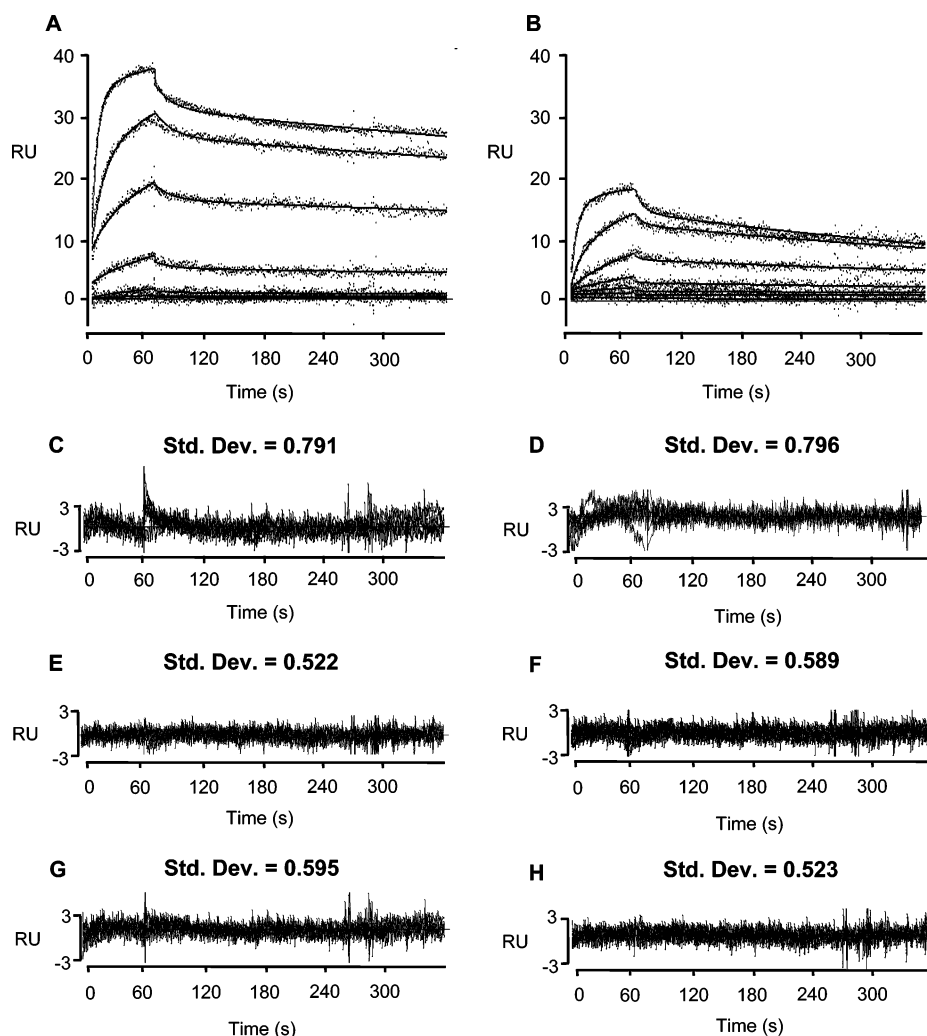 A
B
40
30
RU
20
10
0
0 60 120 180 240 300
Time (s)
40
30
RU
20
10
0
0 60 120 180 240 300
Time (s)
C Std. Dev. = 0.791
3
RU
-3
0 60 120 180 240 300
Time (s)
D Std. Dev. = 0.796
3
RU
-3
0 60 120 180 240 300
Time (s)
E Std. Dev. = 0.522
3
RU
-3
0 60 120 180 240 300
Time (s)
F Std. Dev. = 0.589
3
RU
-3
0 60 120 180 240 300
Time (s)
G Std. Dev. = 0.595
3
RU
-3
0 60 120 180 240 300
Time (s)
H Std. Dev. = 0.523
3
RU
-3
0 60 120 180 240 300
Time (s)